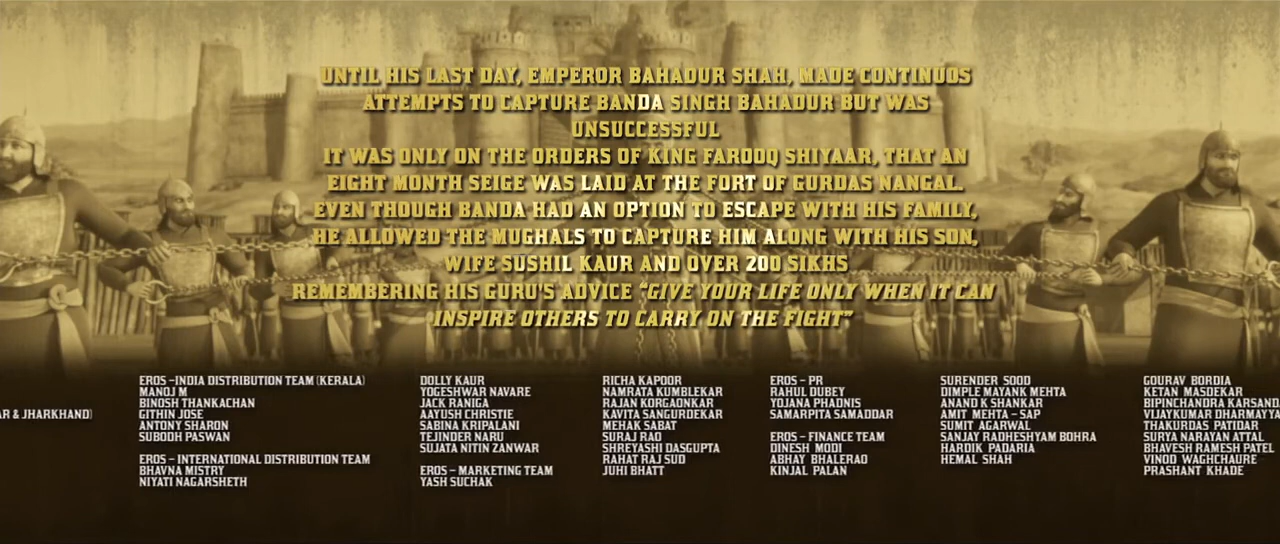 UNTIL HIS LAST DAY, EMPEROR BAHADUR SHAH, MADE CONTINUOS
ATTEMPTS TO CAPTURE BANDA SINGH BAHADUR BUT WAS
UNSUCCESSFUL
IT WAS ONLY ON THE ORDERS OF KING FAROOQ SHIYAAR, THAT AN
EIGHT MONTH SEIGE WAS LAID AT THE FORT OF GURDAS NANGAL.
EVEN THOUGH BANDA HAD AN OPTION TO ESCAPE WITH HIS FAMILY,
HE ALLOWED THE MUGHALS TO CAPTURE HIM ALONG WITH HIS SON,
WIFE SUSHIL KAUR AND OVER 200 SIKHS
REMEMBERING HIS GURU'S ADVICE "GIVE YOUR LIFE ONLY WHEN IT CAN
INSPIRE OTHERS TO CARRY ON THE FIGHT"
& JHARKHAND)
EROS -INDIA DISTRIBUTION TEAM (KERALA)
MANOJ M
BINOSH THANKACHAN
GITHIN JOSE
ANTONY SHARON
SUBODH PASWAN
EROS - INTERNATIONAL DISTRIBUTION TEAM
BHAVNA MISTRY
NIYATI NAGARSHETH
DOLLY KAUR
YOGESHWAR NAVARE
JACK RANIGA
AAYUSH CHRISTIE
SABINA KRIPALANI
TEJINDER NARU
SUJATA NITIN ZANWAR
EROS - MARKETING TEAM
YASH SUCHAK
RICHA KAPOOR
NAMRATA KUMBLEKAR
RAJAN KORGAONKAR
KAVITA SANGURDEKAR
MEHAK SABAT
SURAJ RAO
SHREYASHI DASGUPTA
RAHAT RAJ SUD
JUHI BHATT
EROS - PR
RAHUL DUBEY
YOJANA PHADNIS
SAMARPITA SAMADDAR
EROS - FINANCE TEAM
DINESH MODI
ABHAY BHALERAO
KINJAL PALAN
SURENDER SOOD
DIMPLE MAYANK MEHTA
ANAND K SHANKAR
AMIT MEHTA - SAP
SUMIT AGARWAL
SANJAY RADHESHYAM BOHRA
HARDIK PADARIA
HEMAL SHAH
GOURAV BORDIA
KETAN MASDEKAR
BIPINCHANDRA
VIJAYKUMAR
THAKURDAS PATIDAR
SURYA NARAYAN ATTAL
BHAVESH RAMESH PATEL
VINOD WAGHCHAURE
PRASHANT KHADE